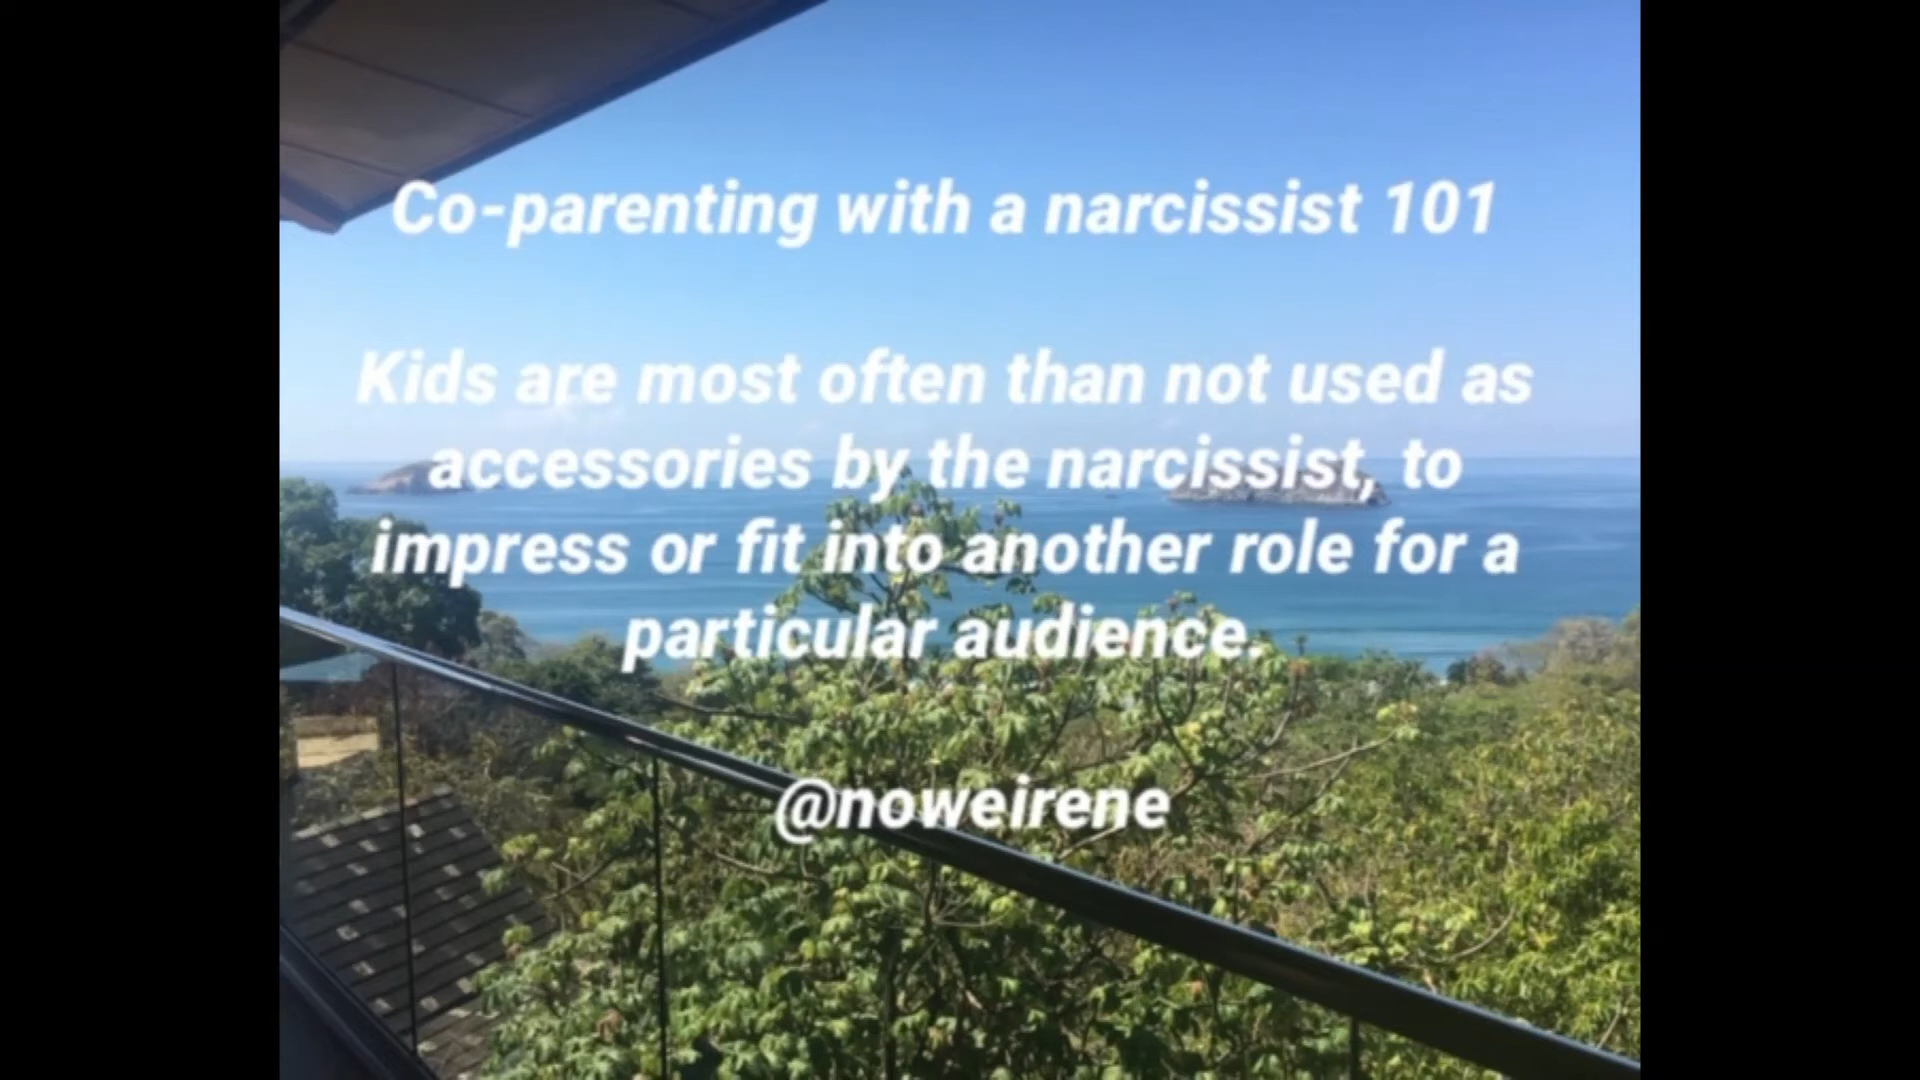 Co-parenting with a narcissist 101
Kids are most often than not used as
accessories by the narcissist, to
impress or fit into another role for a
particular audience.
@noweirene